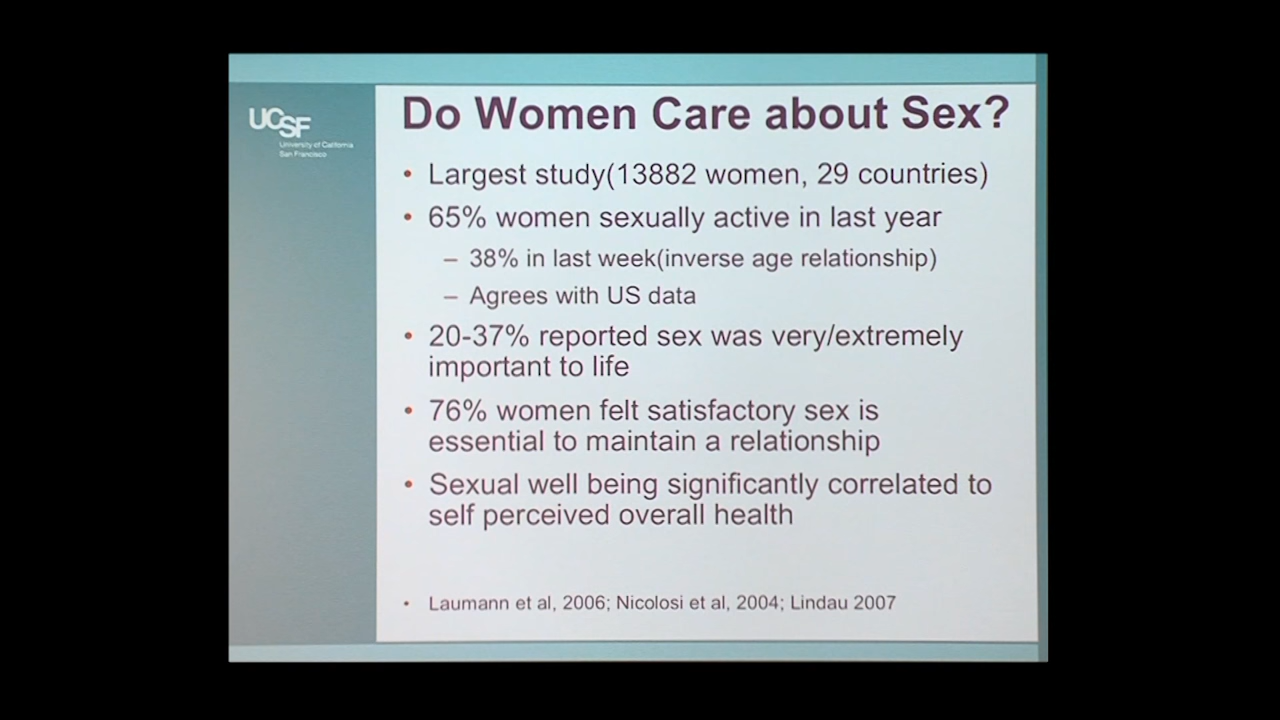 UCSF
University of California
San Francisco
Do Women Care about Sex?
• Largest study(13882 women, 29 countries)
• 65% women sexually active in last year
– 38% in last week(inverse age relationship)
– Agrees with US data
• 20-37% reported sex was very/extremely
important to life
• 76% women felt satisfactory sex is
essential to maintain a relationship
• Sexual well being significantly correlated to
self perceived overall health
• Laumann et al, 2006; Nicolosi et al, 2004; Lindau 2007